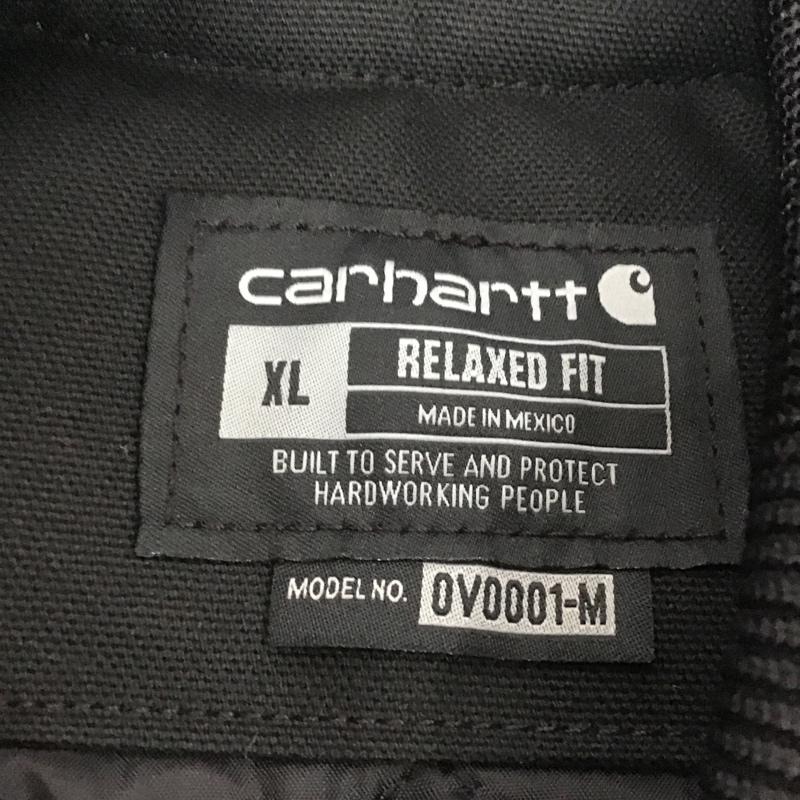 carhartt
XL
RELAXED FIT
MADE IN MEXICO
BUILT TO SERVE AND PROTECT
HARDWORKING PEOPLE
MODEL NO. OV0001-M